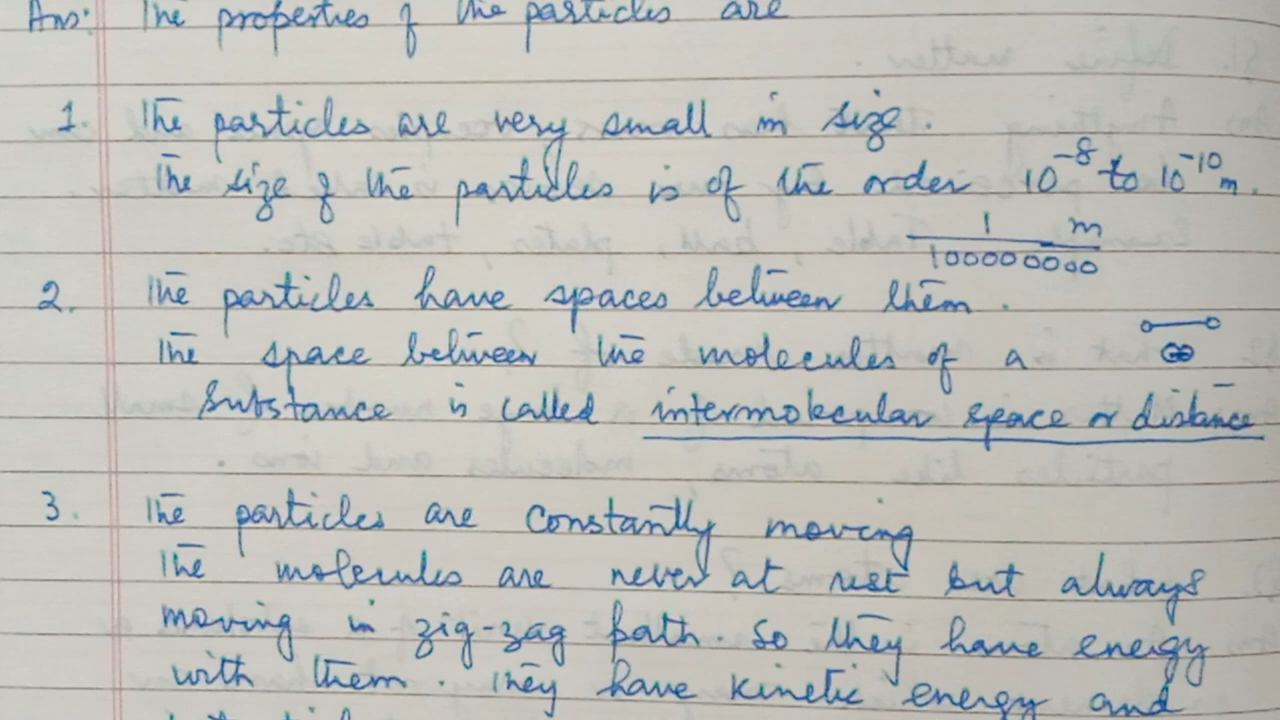 Ans: The properties of the particles are
1. The particles are very small in size.
The size of the particles is of the order 10⁻⁸ to 10⁻¹⁰ m.
1 m
100000000
2. The particles have spaces between them.
The space between the molecules of a
substance is called intermolecular space or distance
3. The particles are constantly moving
The molecules are never at rest but always
moving in zig-zag path. So they have energy
with them. They have kinetic energy and